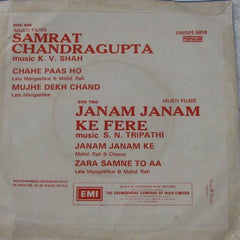 SIDE ONE
EMGPE 5018
POPULAR
MUKTI FILMS
SAMRAT
CHANDRAGUPTA
music K. V. SHAH
CHAHE PAAS HO
Lata Mangeshkar & Mohd. Rafi
MUJHE DEKH CHAND
Lata Mangeshkar
SIDE TWO
MUKTI FILMS
JANAM JANAM
KE FERE
music S. N. TRIPATHI
JANAM JANAM KE
Mohd. Rafi & Chorus
ZARA SAMNE TO AA
Lata Mangeshkar & Mohd. Rafi
EMI
THE GRAMOPHONE COMPANY OF INDIA LIMITED